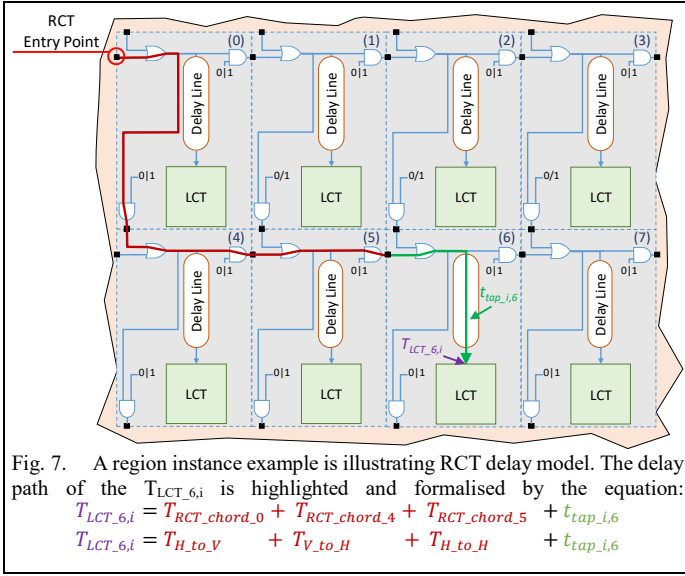 RCT
Entry Point
(0) (1) (2) (3)
0|1 0|1 0|1 0|1
Delay Line Delay Line Delay Line Delay Line
0|1 0/1 0/1 0|1
LCT LCT LCT LCT
(4) (5) (6) (7)
0|1 0|1 0|1 0|1
Delay Line Delay Line Delay Line
t_tap_i,6
T_LCT_6,i
0|1 0|1 0|1 0|1
LCT LCT LCT LCT
Fig. 7. A region instance example is illustrating RCT delay model. The delay
path of the T_LCT_6,i is highlighted and formalised by the equation:
T_LCT_6,i = T_RCT_chord_0 + T_RCT_chord_4 + T_RCT_chord_5 + t_tap_i,6
T_LCT_6,i = T_H_to_V + T_V_to_H + T_H_to_H + t_tap_i,6